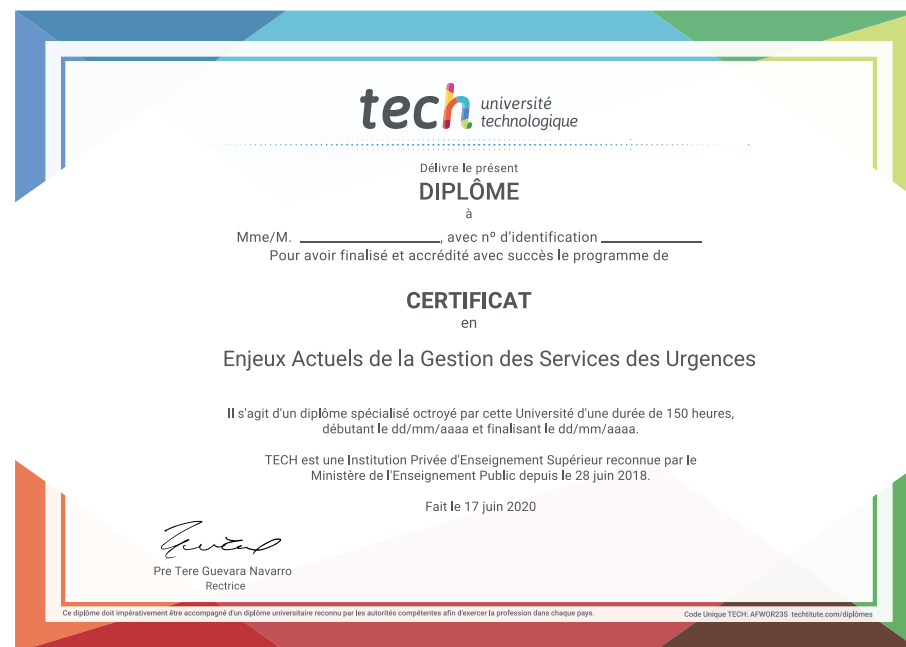 tech université
technologique
Délivre le présent
DIPLÔME
à
Mme/M. ____________________, avec nº d'identification ______________
Pour avoir finalisé et accrédité avec succès le programme de
CERTIFICAT
en
Enjeux Actuels de la Gestion des Services des Urgences
Il s'agit d'un diplôme spécialisé octroyé par cette Université d'une durée de 150 heures,
débutant le dd/mm/aaaa et finalisant le dd/mm/aaaa.
TECH est une Institution Privée d'Enseignement Supérieur reconnue par le
Ministère de l'Enseignement Public depuis le 28 juin 2018.
Fait le 17 juin 2020
Pre Tere Guevara Navarro
Rectrice
Ce diplôme doit impérativement être accompagné d'un diplôme universitaire reconnu par les autorités compétentes afin d'exercer la profession dans chaque pays.
Code Unique TECH: AFWOR23S techtitute.com/diplômes